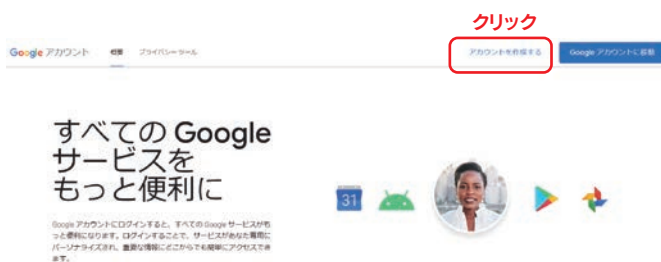 クリック
Google アカウント 概要 プライバシー ツール アカウントを作成する Google アカウントに移動
すべての Google
サービスを
もっと便利に
31
Google アカウントにログインすると、すべての Google サービスがも
っと便利になります。ログインすることで、サービスがあなた専用に
パーソナライズされ、重要な情報にどこからでも簡単にアクセスでき
ます。